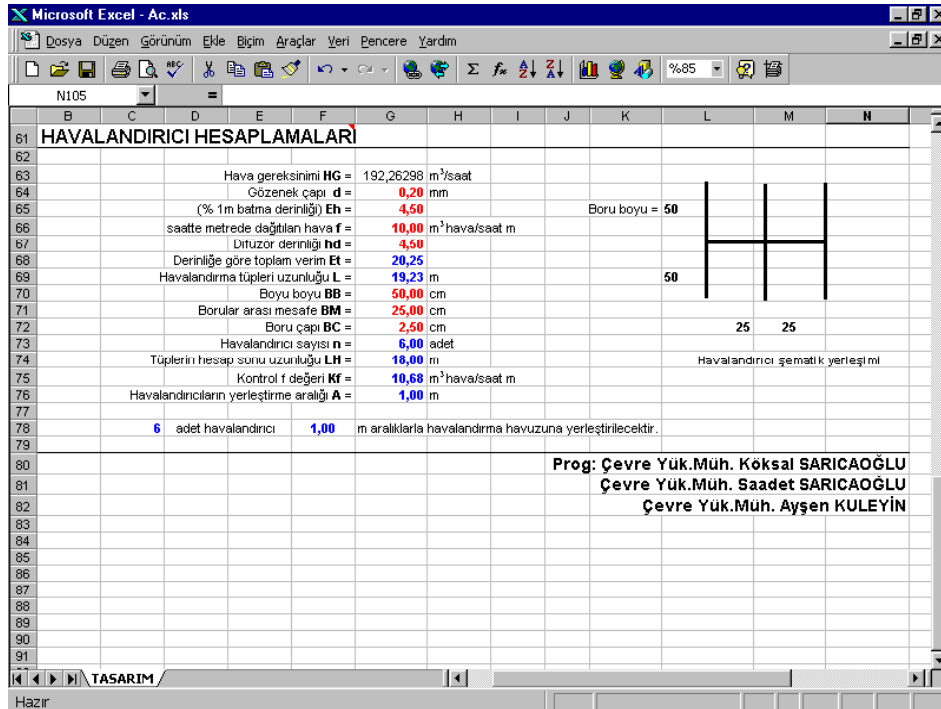 Microsoft Excel - Ac.xls
Dosya Düzen Görünüm Ekle Biçim Araçlar Veri Pencere Yardım
%85
N105 =
B C D E F G H I J K L M N
61 HAVALANDIRICI HESAPLAMALARI
62
63 Hava gereksinimi HG = 192,26298 m³/saat
64 Gözenek çapı d = 0,20 mm
65 (% 1m batma derinliği) Eh = 4,50 Boru boyu = 50
66 saatte metrede dağıtılan hava f = 10,00 m³hava/saat m
67 Difüzör derinliği hd = 4,50
68 Derinliğe göre toplam verim Et = 20,25
69 Havalandırma tüpleri uzunluğu L = 19,23 m 50
70 Boyu boyu BB = 50,00 cm
71 Borular arası mesafe BM = 25,00 cm
72 Boru çapı BC = 2,50 cm 25 25
73 Havalandırıcı sayısı n = 6,00 adet
74 Tüplerin hesap sonu uzunluğu LH = 18,00 m Havalandırıcı şematik yerleşimi
75 Kontrol f değeri Kf = 10,68 m³hava/saat m
76 Havalandırıcıların yerleştirme aralığı A = 1,00 m
77
78 6 adet havalandırıcı 1,00 m aralıklarla havalandırma havuzuna yerleştirilecektir.
79
80 Prog: Çevre Yük.Müh. Köksal SARICAOĞLU
81 Çevre Yük.Müh. Saadet SARICAOĞLU
82 Çevre Yük.Müh. Ayşen KULEYİN
83
84
85
86
87
88
89
90
91
TASARIM
Hazır